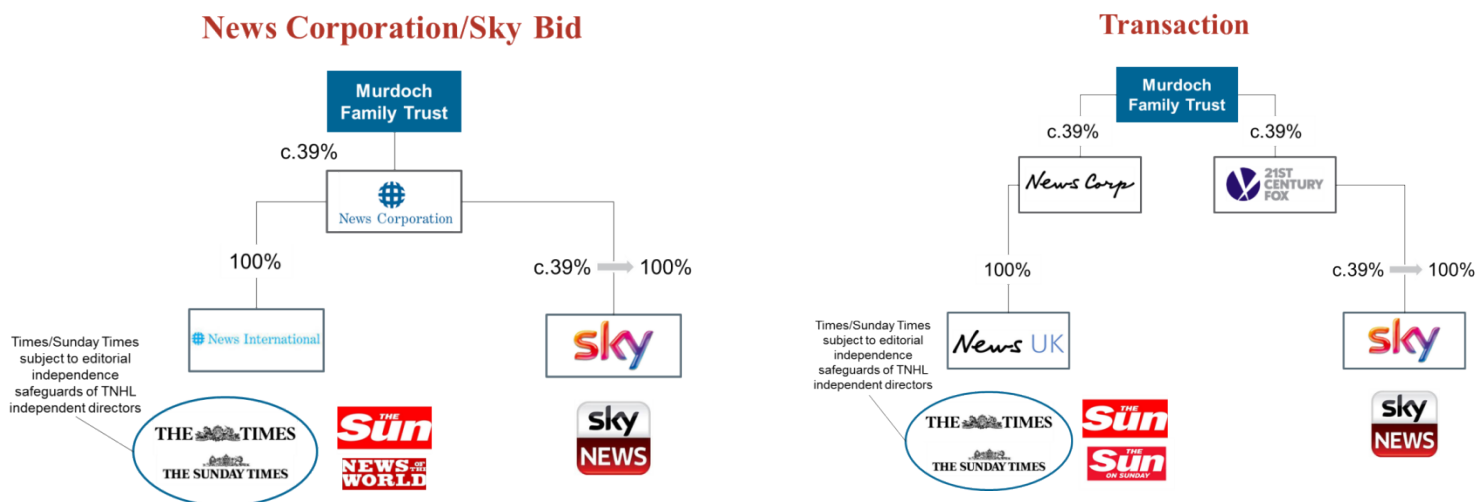 News Corporation/Sky Bid
Murdoch
Family Trust
c.39%
News Corporation
100%
c.39%
100%
News International
sky
Times/Sunday Times
subject to editorial
independence
safeguards of TNHL
independent directors
THE TIMES
THE SUNDAY TIMES
THE
Sun
NEWS OF THE
WORLD
sky
NEWS
Transaction
Murdoch
Family Trust
c.39%
c.39%
News Corp
21ST
CENTURY
FOX
100%
c.39%
100%
News UK
sky
Times/Sunday Times
subject to editorial
independence
safeguards of TNHL
independent directors
THE TIMES
THE SUNDAY TIMES
THE
Sun
THE
Sun
ON SUNDAY
sky
NEWS